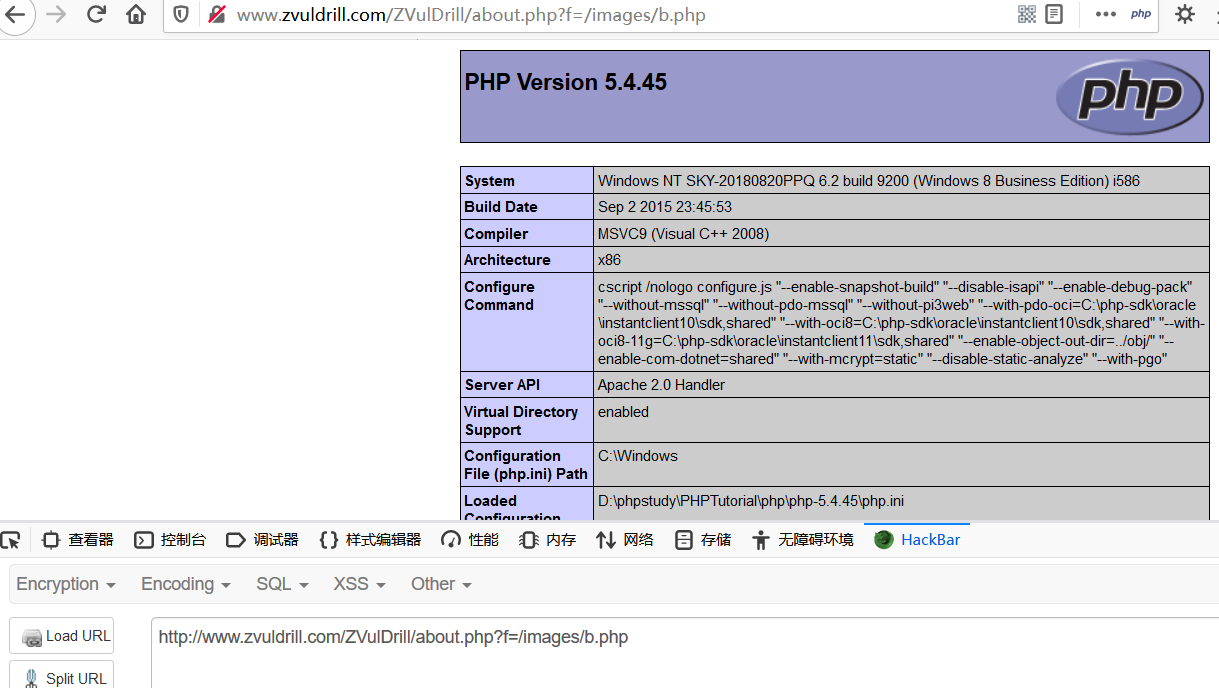 www.zvuldrill.com/ZVulDrill/about.php?f=/images/b.php
php
PHP Version 5.4.45
php
System
Windows NT SKY-20180820PPQ 6.2 build 9200 (Windows 8 Business Edition) i586
Build Date
Sep 2 2015 23:45:53
Compiler
MSVC9 (Visual C++ 2008)
Architecture
x86
Configure
Command
cscript /nologo configure.js "--enable-snapshot-build" "--disable-isapi" "--enable-debug-pack"
"--without-mssql" "--without-pdo-mssql" "--without-pi3web" "--with-pdo-oci=C:\php-sdk\oracle
\instantclient10\sdk,shared" "--with-oci8=C:\php-sdk\oracle\instantclient10\sdk,shared" "--with-
oci8-11g=C:\php-sdk\oracle\instantclient11\sdk,shared" "--enable-object-out-dir=../obj/" "--
enable-com-dotnet=shared" "--with-mcrypt=static" "--disable-static-analyze" "--with-pgo"
Server API
Apache 2.0 Handler
Virtual Directory
Support
enabled
Configuration
File (php.ini) Path
C:\Windows
Loaded
Configuration
D:\phpstudy\PHPTutorial\php\php-5.4.45\php.ini
查看器 控制台 调试器 样式编辑器 性能 内存 网络 存储 无障碍环境 HackBar
Encryption Encoding SQL XSS Other
Load URL
http://www.zvuldrill.com/ZVulDrill/about.php?f=/images/b.php
Split URL